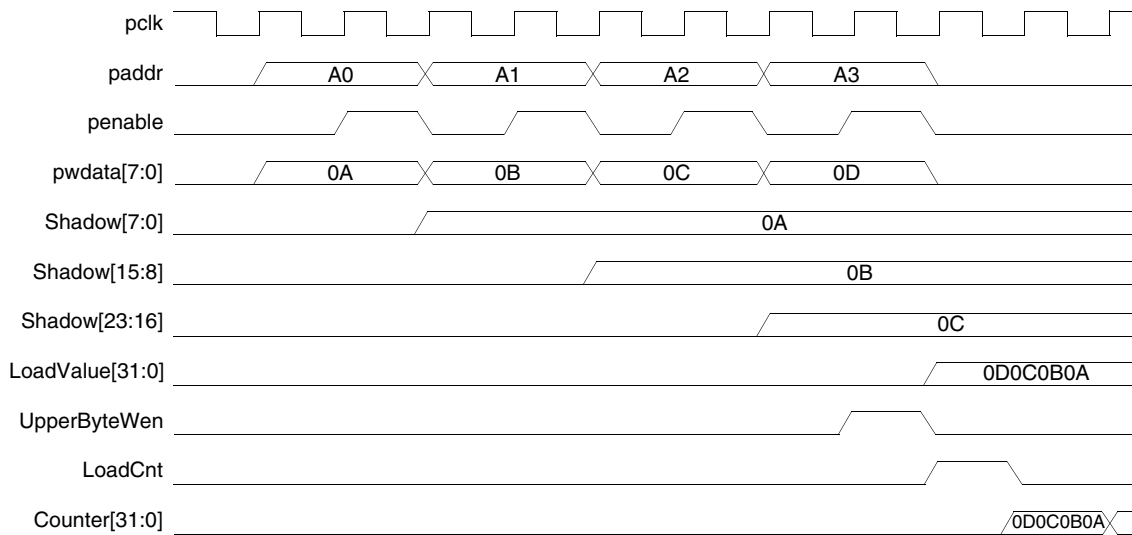 pclk
paddr A0 A1 A2 A3
penable
pwdata[7:0] 0A 0B 0C 0D
Shadow[7:0] 0A
Shadow[15:8] 0B
Shadow[23:16] 0C
LoadValue[31:0] 0D0C0B0A
UpperByteWen
LoadCnt
Counter[31:0] 0D0C0B0A